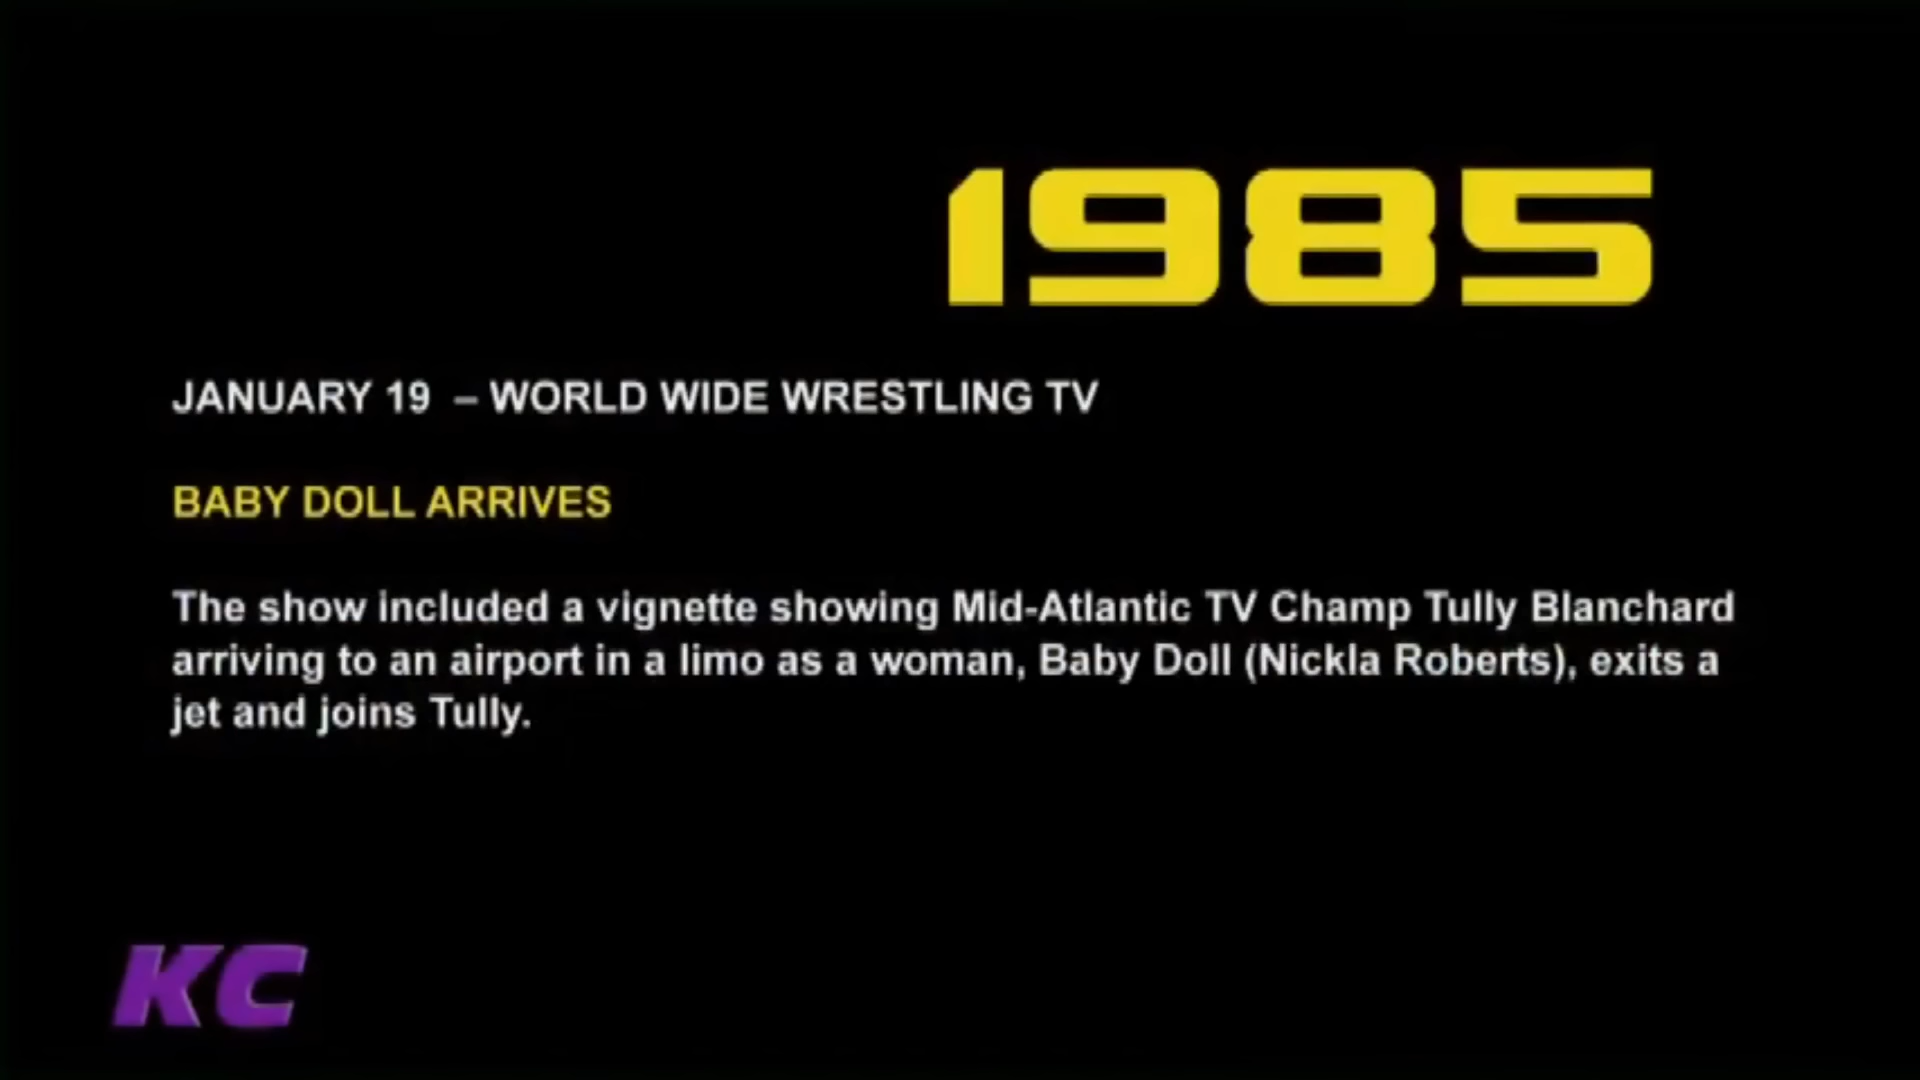 1985
JANUARY 19 – WORLD WIDE WRESTLING TV
BABY DOLL ARRIVES
The show included a vignette showing Mid-Atlantic TV Champ Tully Blanchard
arriving to an airport in a limo as a woman, Baby Doll (Nickla Roberts), exits a
jet and joins Tully.
KC